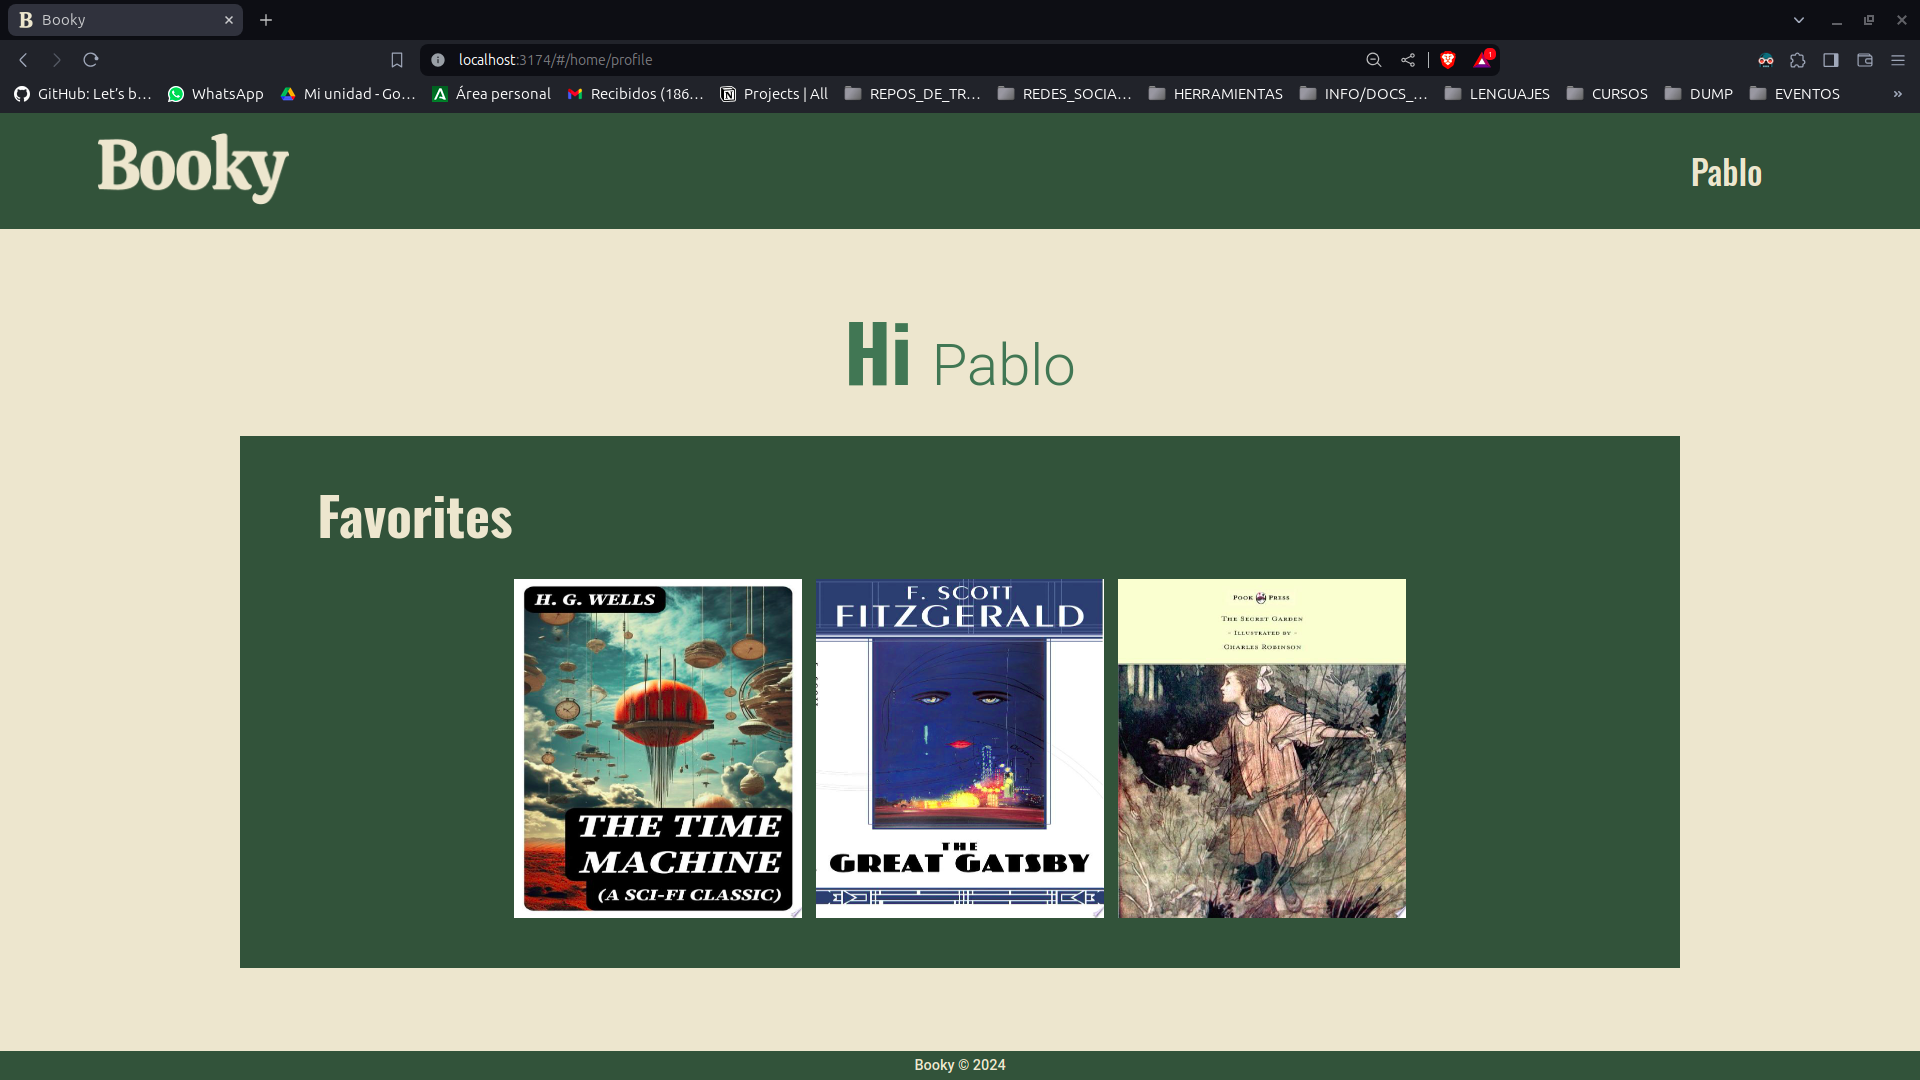 B Booky
localhost:3174/#/home/profile
1
GitHub: Let's b...
WhatsApp
Mi unidad - Go...
Área personal
Recibidos (186...
Projects | All
REPOS_DE_TR...
REDES_SOCIA...
HERRAMIENTAS
INFO/DOCS_...
LENGUAJES
CURSOS
DUMP
EVENTOS
»
Booky
Pablo
Hi Pablo
Favorites
H. G. WELLS
THE TIME
MACHINE
(A SCI-FI CLASSIC)
F. SCOTT
FITZGERALD
THE
GREAT GATSBY
POOK PRESS
THE SECRET GARDEN
- ILLUSTRATED BY -
CHARLES ROBINSON
Booky © 2024